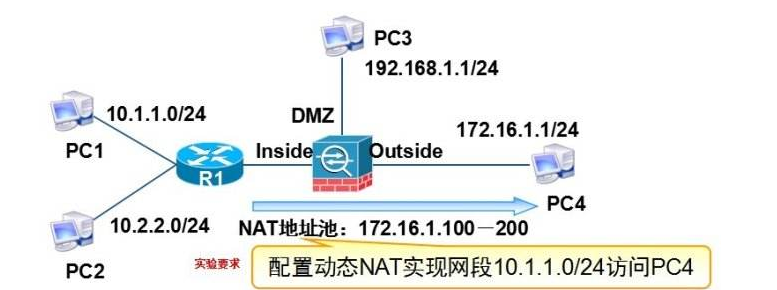 PC3
192.168.1.1/24
10.1.1.0/24
DMZ
172.16.1.1/24
PC1
Inside
Outside
R1
PC4
10.2.2.0/24
NAT地址池：172.16.1.100－200
PC2
实验要求
配置动态NAT实现网段10.1.1.0/24访问PC4